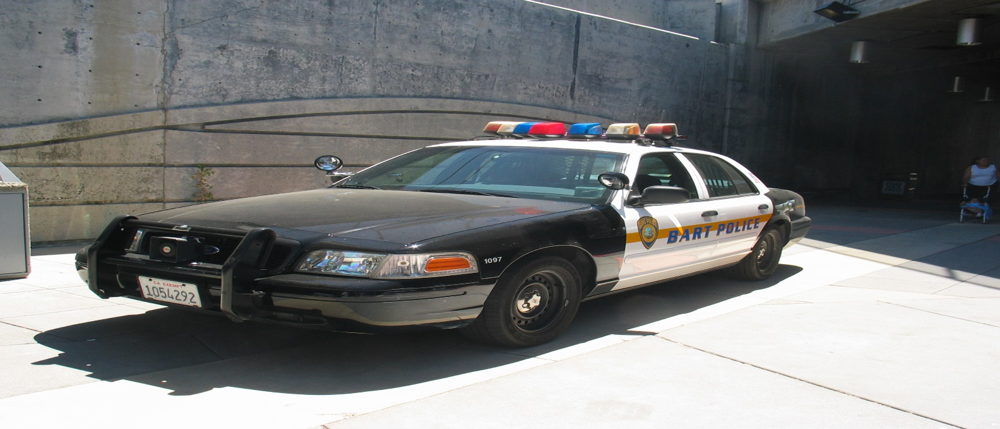 CA EXEMPT
1054292
1097
BART POLICE